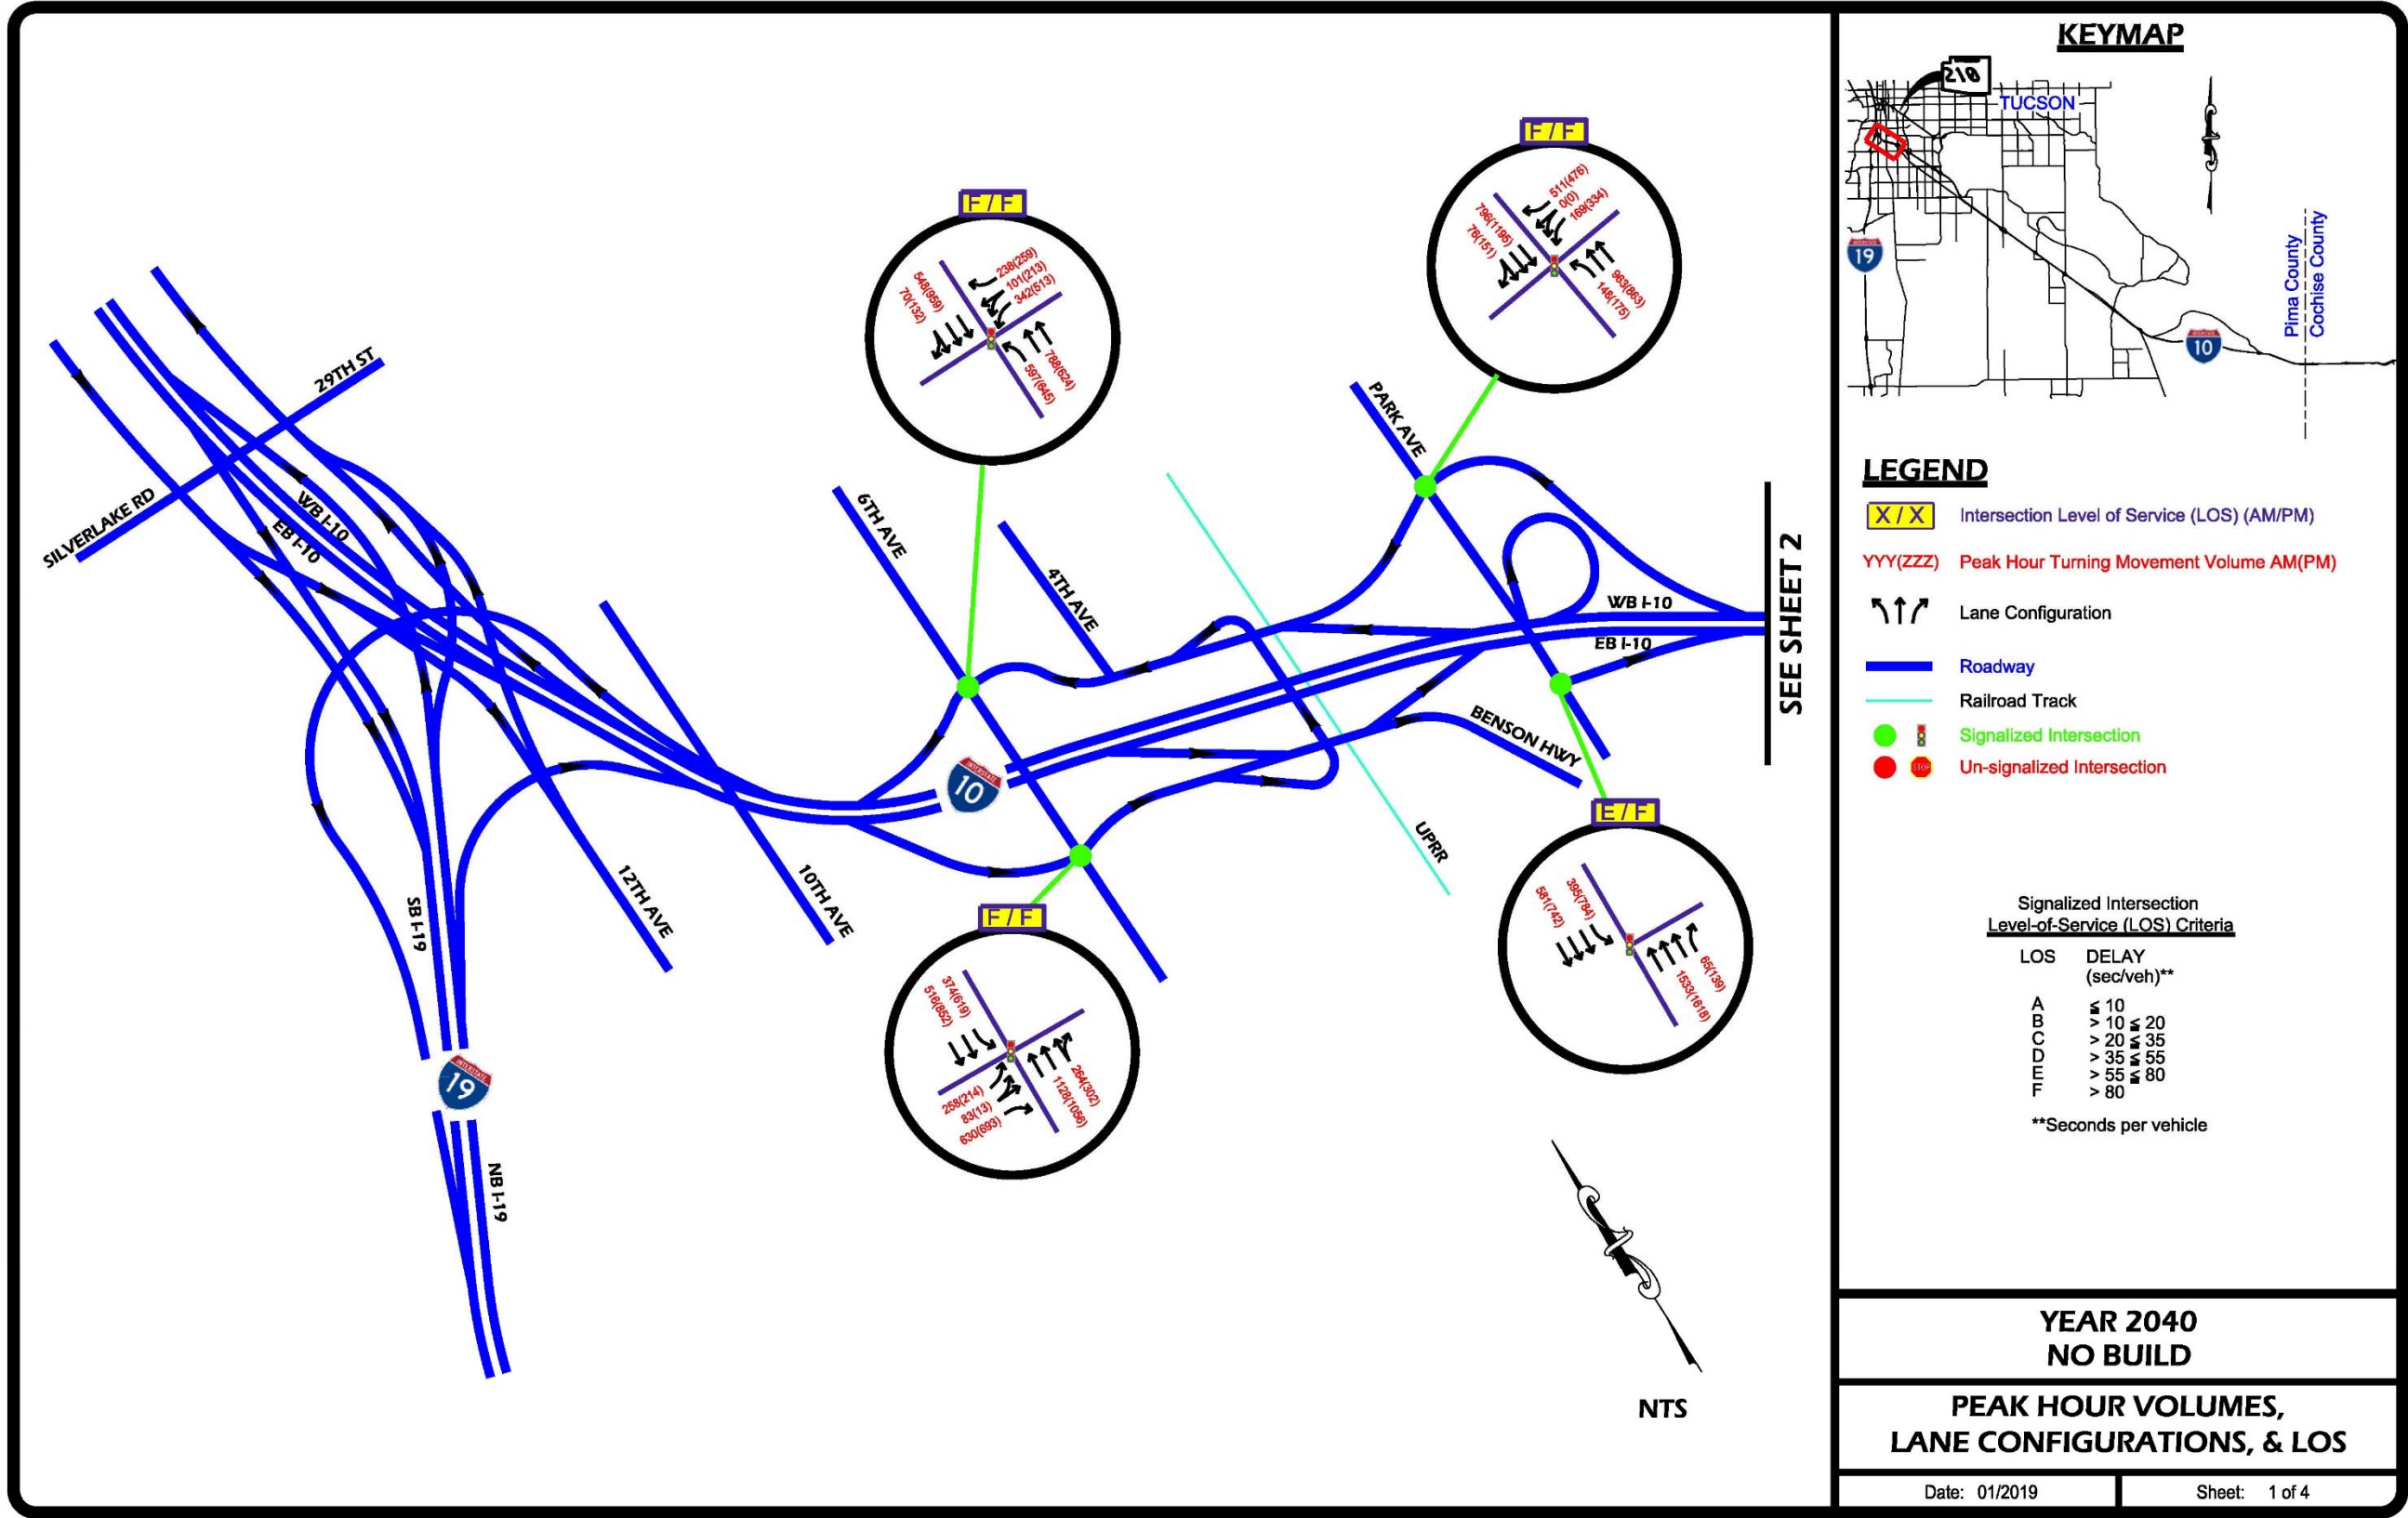 F / F
511(476)
0(0)
169(334)
796(1195)
76(151)
963(863)
148(175)
F / F
238(259)
101(213)
342(513)
548(959)
70(132)
788(624)
597(645)
29TH ST
SILVERLAKE RD
WB I-10
EB I-10
6TH AVE
4TH AVE
PARK AVE
WB I-10
EB I-10
SEE SHEET 2
BENSON HWY
UPRR
INTERSTATE
10
12TH AVE
10TH AVE
SB I-19
INTERSTATE
19
NB I-19
F / F
374(619)
516(852)
264(302)
1128(1056)
258(214)
83(13)
630(693)
E / F
395(784)
581(742)
65(139)
1533(1618)
NTS
KEYMAP
210
TUCSON
19
10
Pima County
Cochise County
LEGEND
X / X Intersection Level of Service (LOS) (AM/PM)
YYY(ZZZ) Peak Hour Turning Movement Volume AM(PM)
Lane Configuration
Roadway
Railroad Track
Signalized Intersection
Un-signalized Intersection
Signalized Intersection
Level-of-Service (LOS) Criteria
LOS DELAY
(sec/veh)**
A ≤ 10
B > 10 ≤ 20
C > 20 ≤ 35
D > 35 ≤ 55
E > 55 ≤ 80
F > 80
**Seconds per vehicle
YEAR 2040
NO BUILD
PEAK HOUR VOLUMES,
LANE CONFIGURATIONS, & LOS
Date: 01/2019
Sheet: 1 of 4